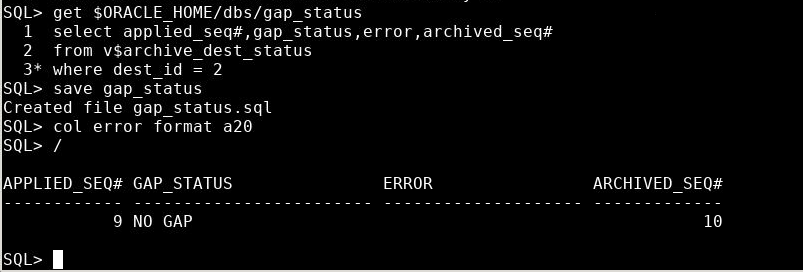 SQL> get $ORACLE_HOME/dbs/gap_status
  1  select applied_seq#,gap_status,error,archived_seq#
  2  from v$archive_dest_status
  3* where dest_id = 2
SQL> save gap_status
Created file gap_status.sql
SQL> col error format a20
SQL> /

APPLIED_SEQ# GAP_STATUS               ERROR                ARCHIVED_SEQ#
------------ ------------------------ -------------------- -------------
           9 NO GAP                                                   10

SQL>